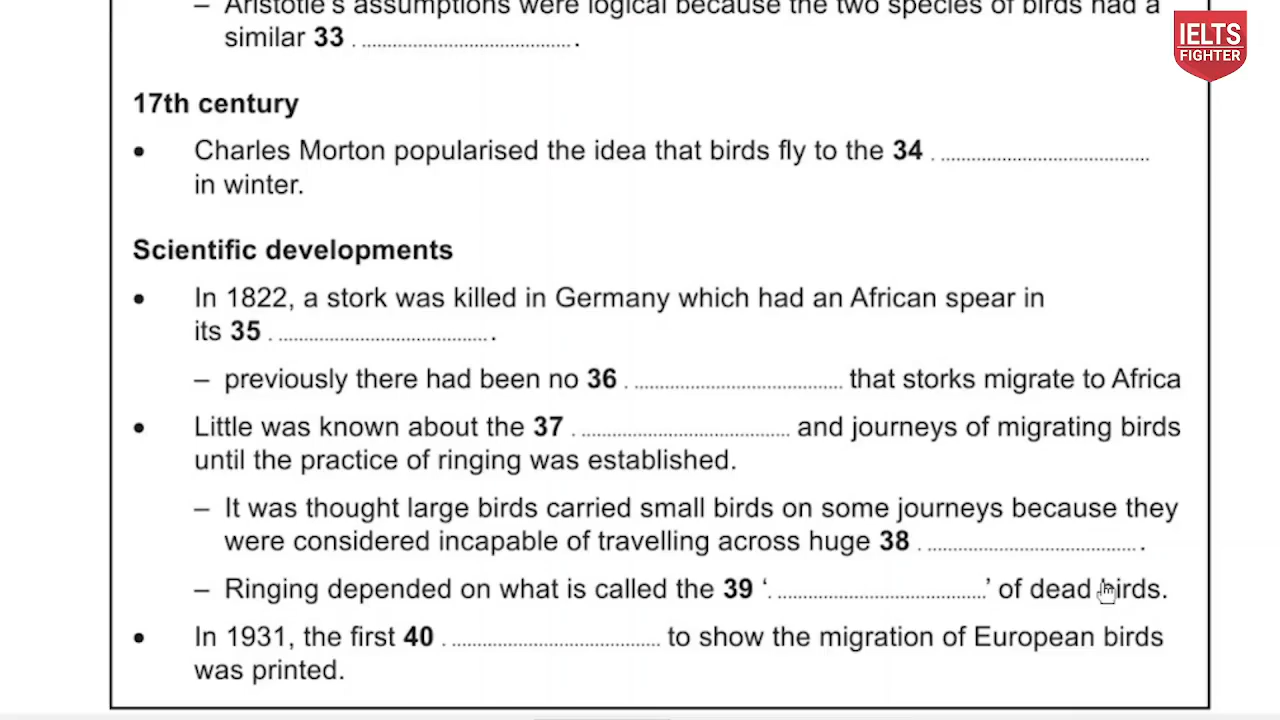 – Aristotle's assumptions were logical because the two species of birds had a
similar 33 . ........................................ .
IELTS
FIGHTER
17th century
• Charles Morton popularised the idea that birds fly to the 34 . ........................................
in winter.
Scientific developments
• In 1822, a stork was killed in Germany which had an African spear in
its 35 . ........................................ .
– previously there had been no 36 . ........................................ that storks migrate to Africa
• Little was known about the 37 . ........................................ and journeys of migrating birds
until the practice of ringing was established.
– It was thought large birds carried small birds on some journeys because they
were considered incapable of travelling across huge 38 . ........................................ .
– Ringing depended on what is called the 39 ‘. ........................................’ of dead birds.
• In 1931, the first 40 . ........................................ to show the migration of European birds
was printed.